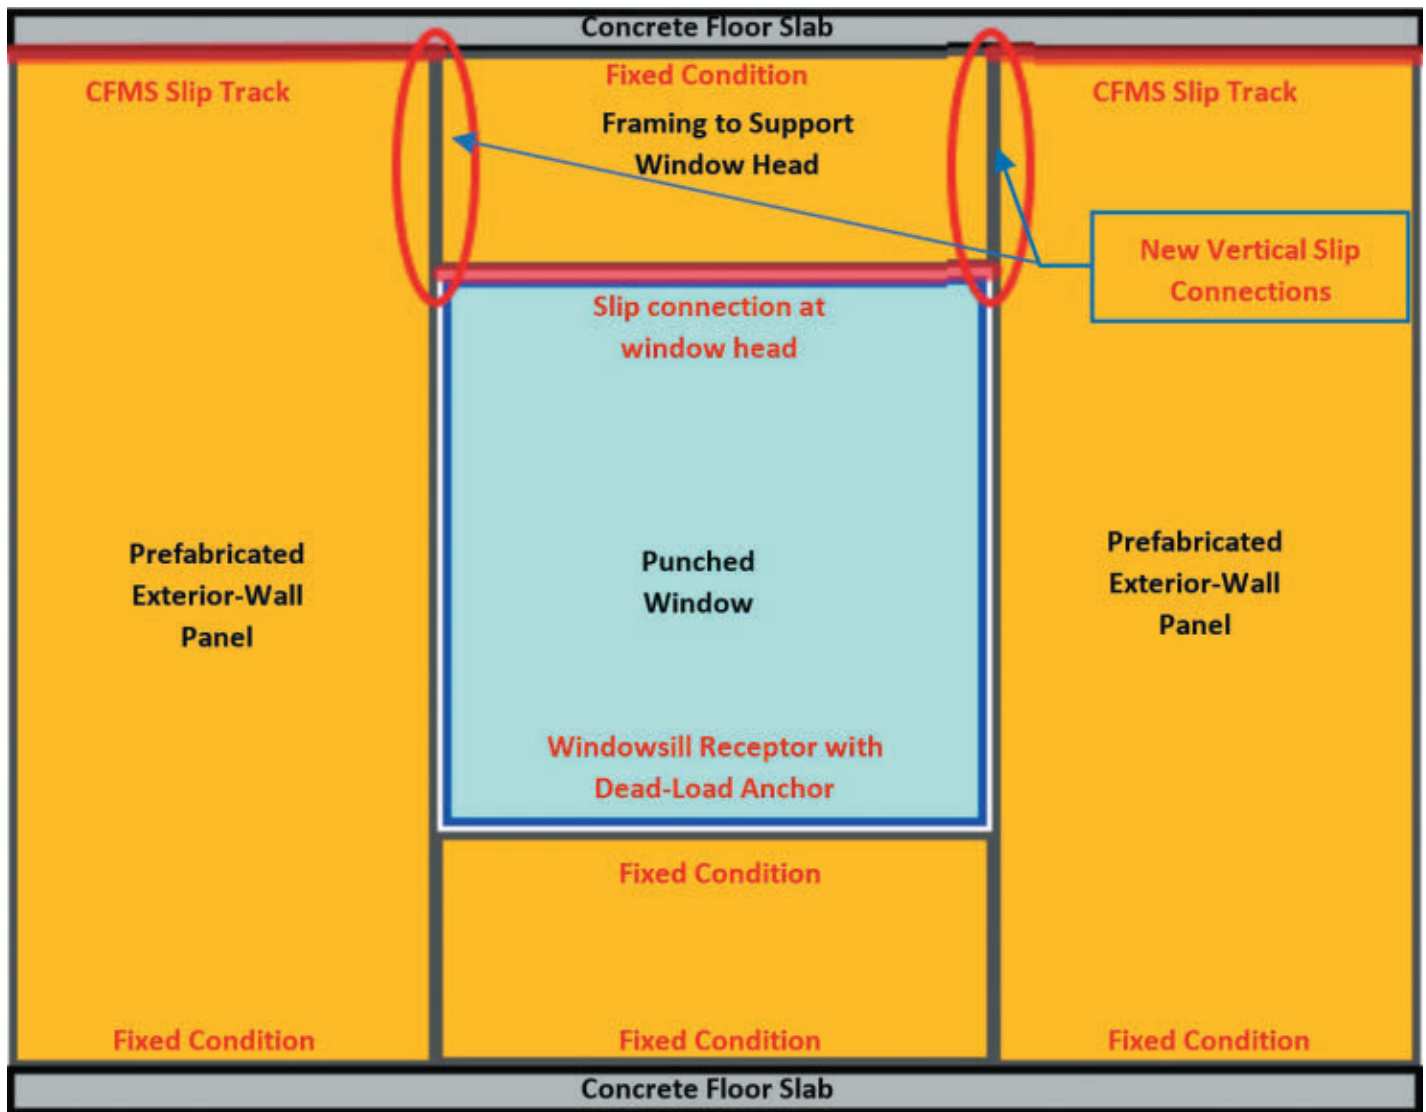 Concrete Floor Slab
CFMS Slip Track
Fixed Condition
CFMS Slip Track
Framing to Support
Window Head
New Vertical Slip
Connections
Slip connection at
window head
Prefabricated
Exterior-Wall
Panel
Punched
Window
Prefabricated
Exterior-Wall
Panel
Windowsill Receptor with
Dead-Load Anchor
Fixed Condition
Fixed Condition
Fixed Condition
Fixed Condition
Concrete Floor Slab